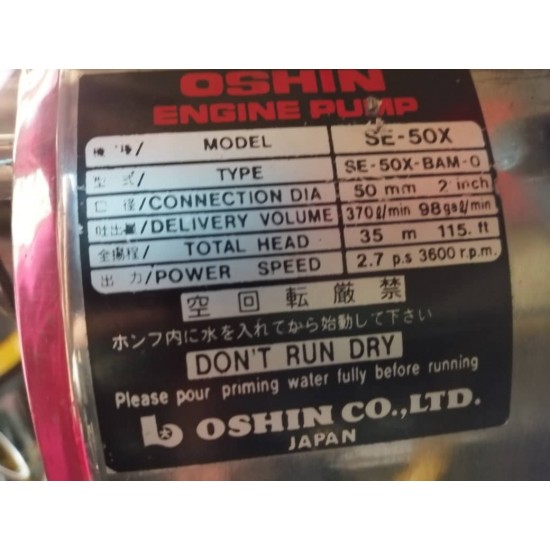 OSHIN
ENGINE PUMP
機 種/ MODEL SE-50X
型 式/ TYPE SE-50X-BAM-0
口 径/CONNECTION DIA 50 mm 2 inch
吐出量/DELIVERY VOLUME 370ℓ/min 98gaℓ/min
全揚程/ TOTAL HEAD 35 m 115. ft
出 力/POWER SPEED 2.7 p.s 3600 r.p.m.
空回転厳禁
ホンプ内に水を入れてから始動して下さい
DON'T RUN DRY
Please pour priming water fully before running
OSHIN CO.,LTD.
JAPAN